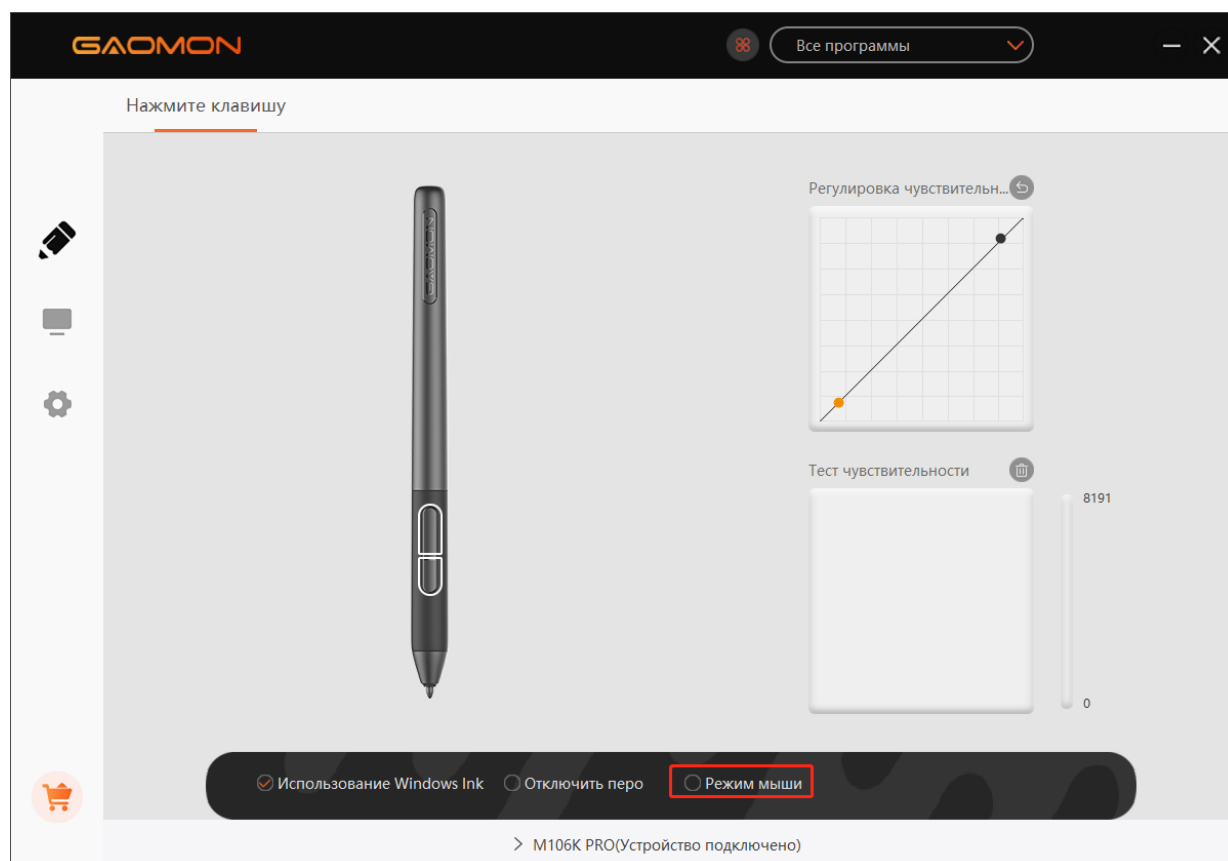 GAOMON
Все программы
Нажмите клавишу
Регулировка чувствительн...
GAOMON
Тест чувствительности
8191
0
Использование Windows Ink Отключить перо Режим мыши
M106K PRO(Устройство подключено)